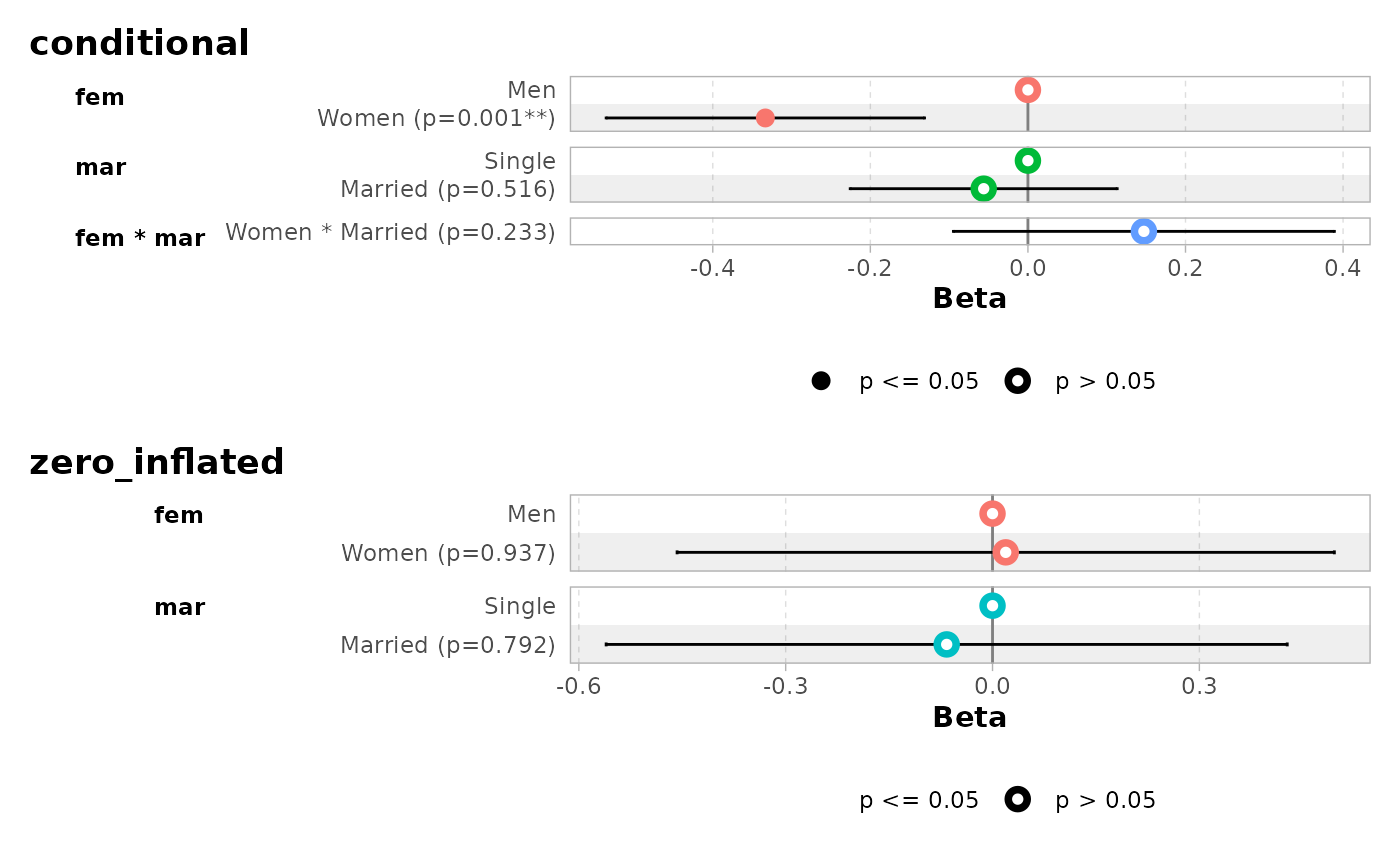 conditional
fem
Men
Women (p=0.001**)
mar
Single
Married (p=0.516)
fem * mar
Women * Married (p=0.233)
-0.4 -0.2 0.0 0.2 0.4
Beta
p <= 0.05 p > 0.05
zero_inflated
fem
Men
Women (p=0.937)
mar
Single
Married (p=0.792)
-0.6 -0.3 0.0 0.3
Beta
p <= 0.05 p > 0.05